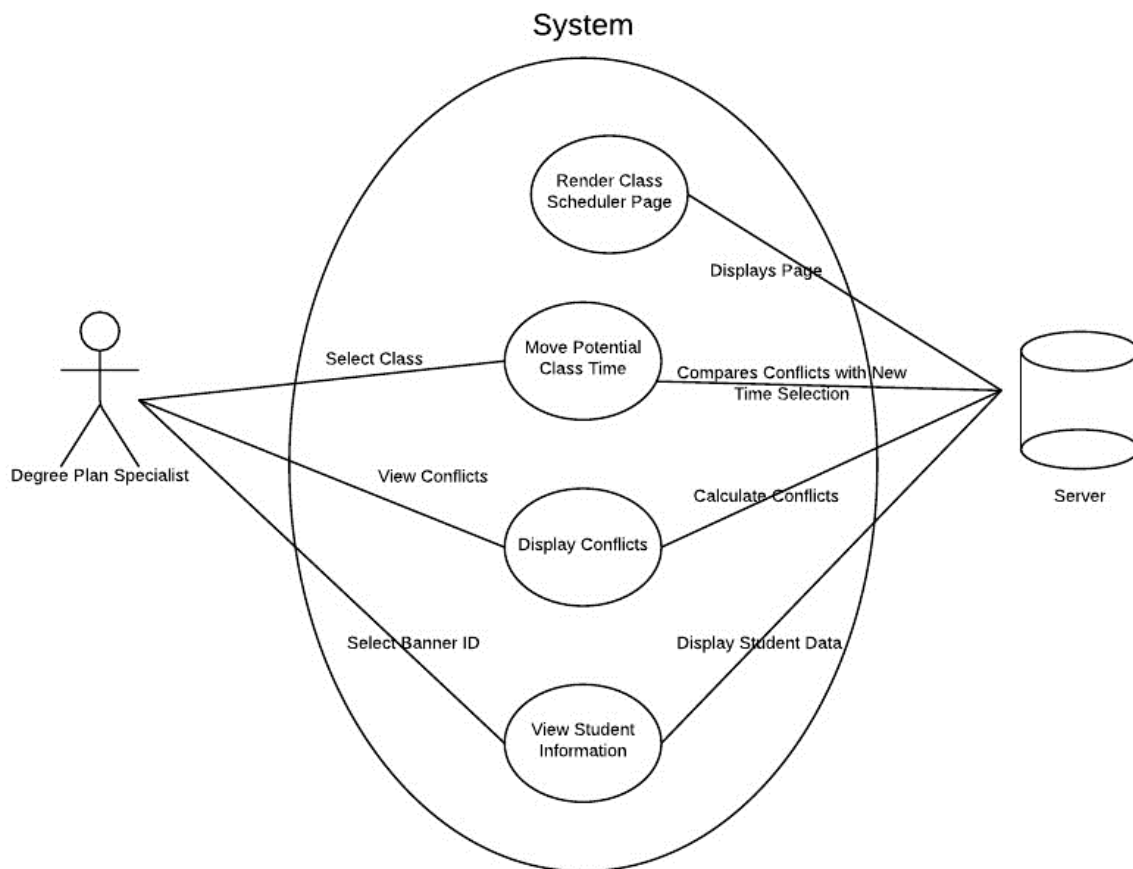 System
Render Class
Scheduler Page
Displays Page
Select Class
Move Potential
Class Time
Compares Conflicts with New
Time Selection
Degree Plan Specialist
View Conflicts
Calculate Conflicts
Server
Display Conflicts
Select Banner ID
Display Student Data
View Student
Information